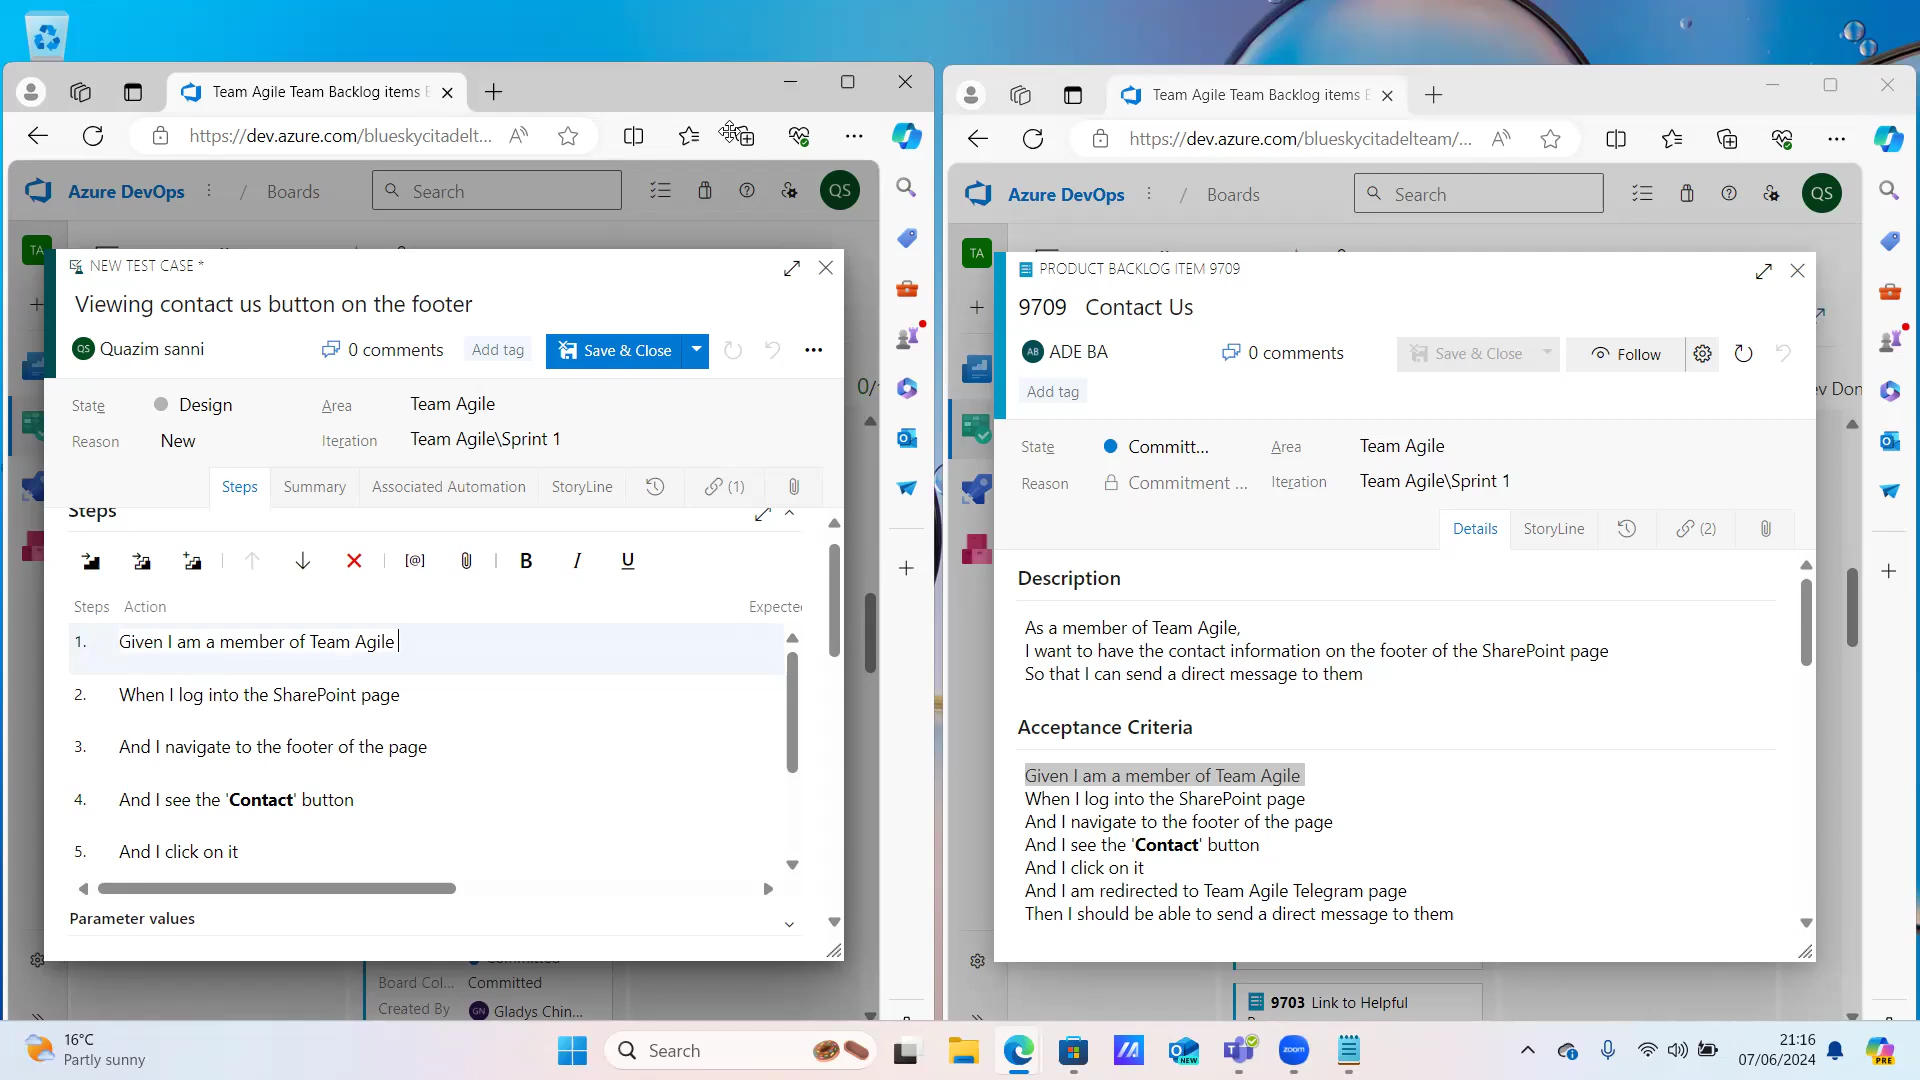 Team Agile Team Backlog items
https://dev.azure.com/blueskycitadelt...
Azure DevOps
/
Boards
Search
QS
TA
NEW TEST CASE *
Viewing contact us button on the footer
QS
Quazim sanni
0 comments
Add tag
Save & Close
State
Design
Area
Team Agile
Reason
New
Iteration
Team Agile\Sprint 1
Steps
Summary
Associated Automation
StoryLine
(1)
Steps
[@]
B
I
U
Steps
Action
1.
Given I am a member of Team Agile
2.
When I log into the SharePoint page
3.
And I navigate to the footer of the page
4.
And I see the 'Contact' button
5.
And I click on it
Parameter values
Committed
Board Col...
Committed
Created By
GN
Gladys Chin...
Team Agile Team Backlog items
https://dev.azure.com/blueskycitadelteam/...
Azure DevOps
/
Boards
Search
QS
TA
PRODUCT BACKLOG ITEM 9709
9709
Contact Us
AB
ADE BA
0 comments
Save & Close
Follow
Add tag
State
Committ...
Area
Team Agile
Reason
Commitment ...
Iteration
Team Agile\Sprint 1
Details
StoryLine
(2)
Description
As a member of Team Agile,
I want to have the contact information on the footer of the SharePoint page
So that I can send a direct message to them
Acceptance Criteria
Given I am a member of Team Agile
When I log into the SharePoint page
And I navigate to the footer of the page
And I see the 'Contact' button
And I click on it
And I am redirected to Team Agile Telegram page
Then I should be able to send a direct message to them
9703 Link to Helpful
16°C
Partly sunny
Search
NEW
zoom
21:16
07/06/2024
PRE